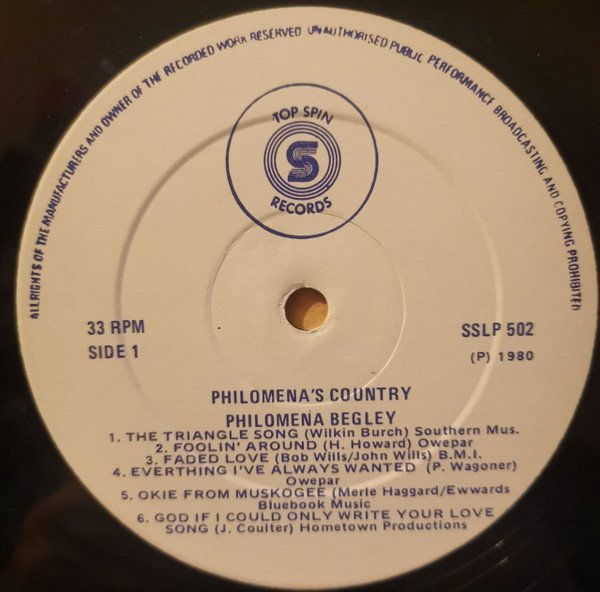 ALL RIGHTS OF THE MANUFACTURERS AND OWNER OF THE RECORDED WORK RESERVED UNAUTHORISED PUBLIC PERFORMANCE BROADCASTING AND COPYING PROHIBITED
TOP SPIN
S
RECORDS
33 RPM
SIDE 1
SSLP 502
(P) 1980
PHILOMENA'S COUNTRY
PHILOMENA BEGLEY
1. THE TRIANGLE SONG (Wilkin Burch) Southern Mus.
2. FOOLIN' AROUND (H. Howard) Owepar
3. FADED LOVE (Bob Wills/John Wills) B.M.I.
4. EVERTHING I'VE ALWAYS WANTED (P. Wagoner)
Owepar
5. OKIE FROM MUSKOGEE (Merle Haggard/Ewwards
Bluebook Music
6. GOD IF I COULD ONLY WRITE YOUR LOVE
SONG (J. Coulter) Hometown Productions